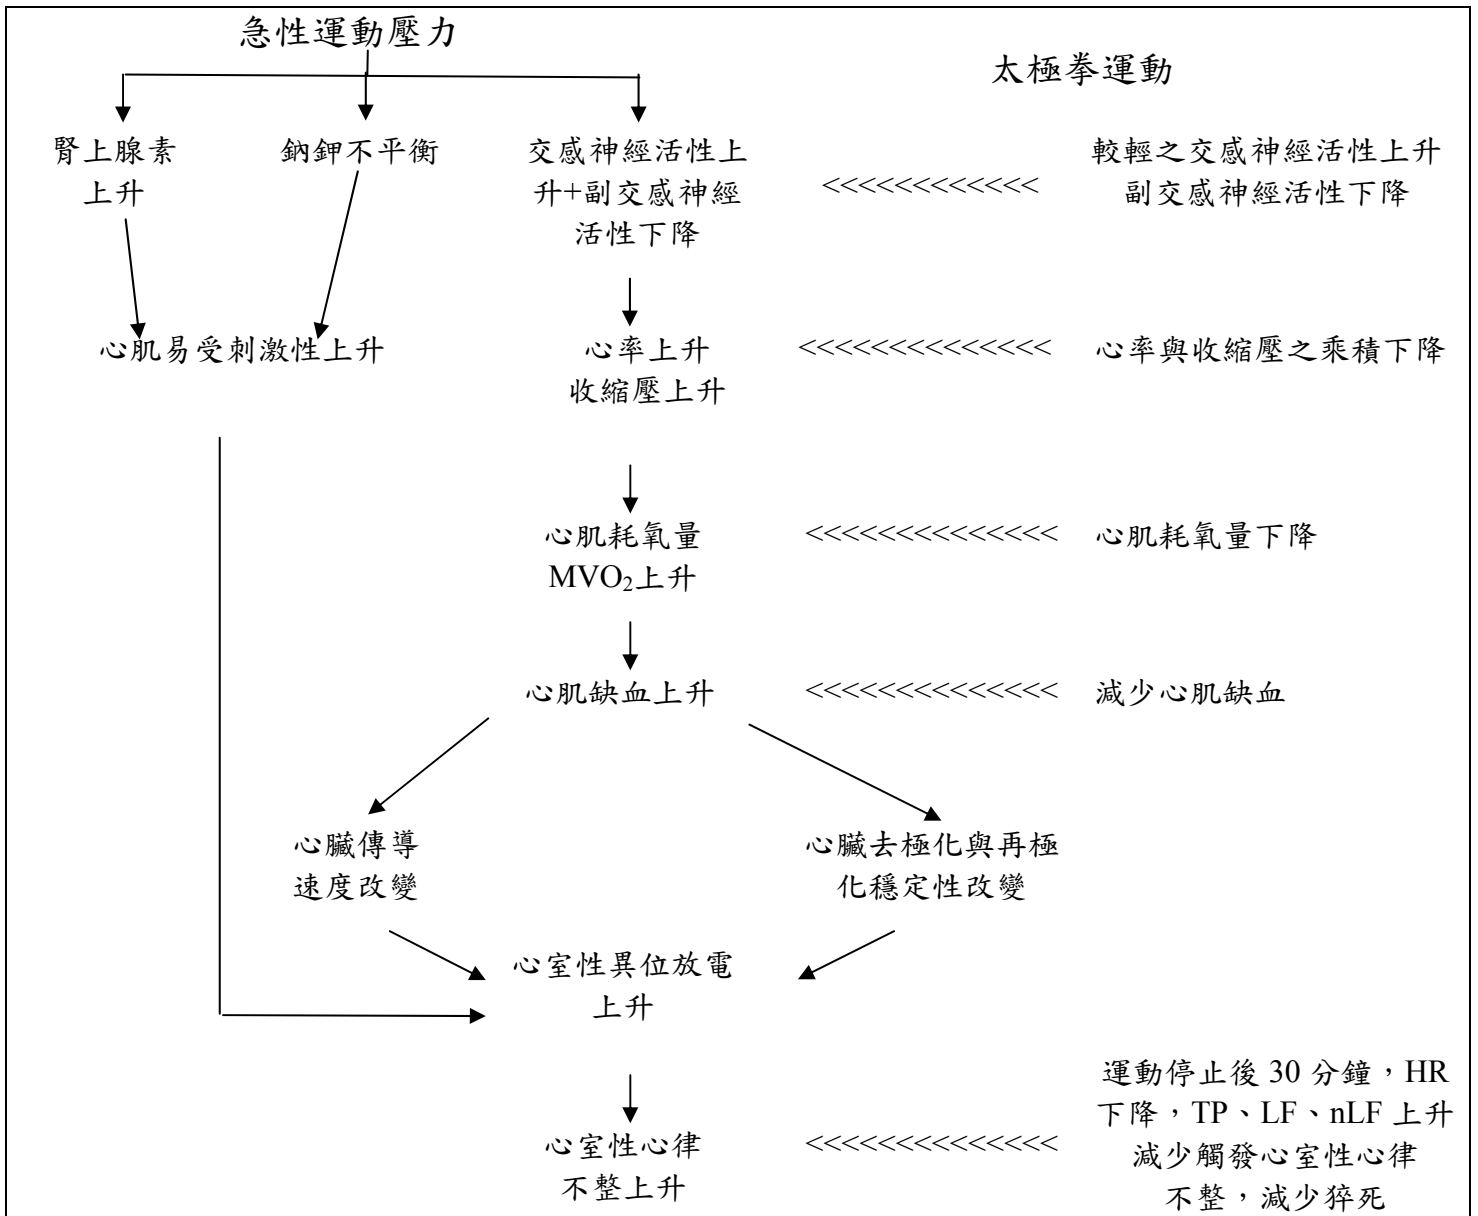 急性運動壓力
太極拳運動
腎上腺素
上升
鈉鉀不平衡
交感神經活性上
升+副交感神經
活性下降
<<<<<<<<<<<<
較輕之交感神經活性上升
副交感神經活性下降
心肌易受刺激性上升
心率上升
收縮壓上升
<<<<<<<<<<<<<<
心率與收縮壓之乘積下降
心肌耗氧量
MVO₂上升
<<<<<<<<<<<<<<
心肌耗氧量下降
心肌缺血上升
<<<<<<<<<<<<<<
減少心肌缺血
心臟傳導
速度改變
心臟去極化與再極
化穩定性改變
心室性異位放電
上升
心室性心律
不整上升
<<<<<<<<<<<<<<
運動停止後 30 分鐘，HR
下降，TP、LF、nLF 上升
減少觸發心室性心律
不整，減少猝死